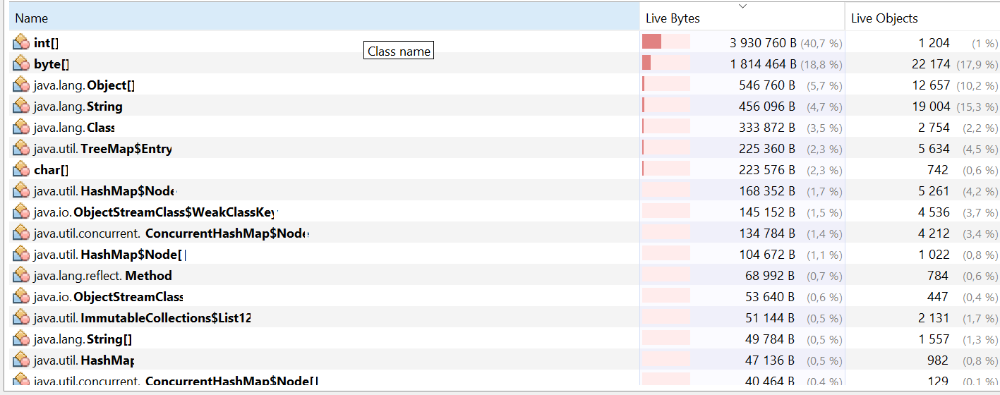 Name Live Bytes Live Objects
Class name
int[] 3 930 760 B (40,7 %) 1 204 (1 %)
byte[] 1 814 464 B (18,8 %) 22 174 (17,9 %)
java.lang.Object[] 546 760 B (5,7 %) 12 657 (10,2 %)
java.lang.String 456 096 B (4,7 %) 19 004 (15,3 %)
java.lang.Class 333 872 B (3,5 %) 2 754 (2,2 %)
java.util.TreeMap$Entry 225 360 B (2,3 %) 5 634 (4,5 %)
char[] 223 576 B (2,3 %) 742 (0,6 %)
java.util.HashMap$Node 168 352 B (1,7 %) 5 261 (4,2 %)
java.io.ObjectStreamClass$WeakClassKey 145 152 B (1,5 %) 4 536 (3,7 %)
java.util.concurrent. ConcurrentHashMap$Node 134 784 B (1,4 %) 4 212 (3,4 %)
java.util.HashMap$Node[] 104 672 B (1,1 %) 1 022 (0,8 %)
java.lang.reflect. Method 68 992 B (0,7 %) 784 (0,6 %)
java.io.ObjectStreamClass 53 640 B (0,6 %) 447 (0,4 %)
java.util.ImmutableCollections$List12 51 144 B (0,5 %) 2 131 (1,7 %)
java.lang.String[] 49 784 B (0,5 %) 1 557 (1,3 %)
java.util.HashMap 47 136 B (0,5 %) 982 (0,8 %)
java.util.concurrent. ConcurrentHashMap$Node[] 40 464 B (0,4 %) 129 (0,1 %)